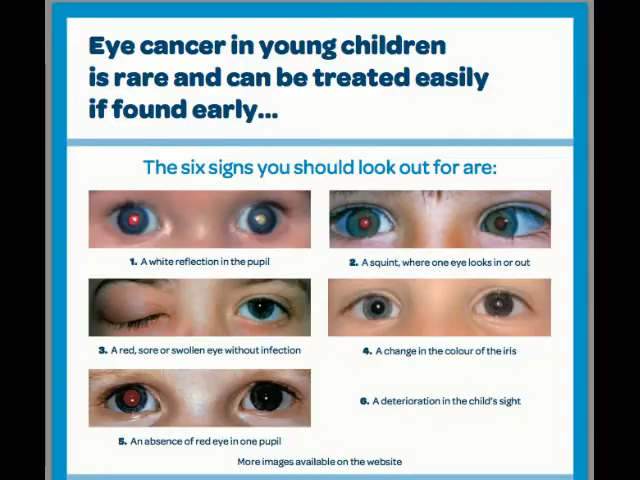 Eye cancer in young children
is rare and can be treated easily
if found early...
The six signs you should look out for are:
1. A white reflection in the pupil
2. A squint, where one eye looks in or out
3. A red, sore or swollen eye without infection
4. A change in the colour of the iris
5. An absence of red eye in one pupil
6. A deterioration in the child's sight
More images available on the website